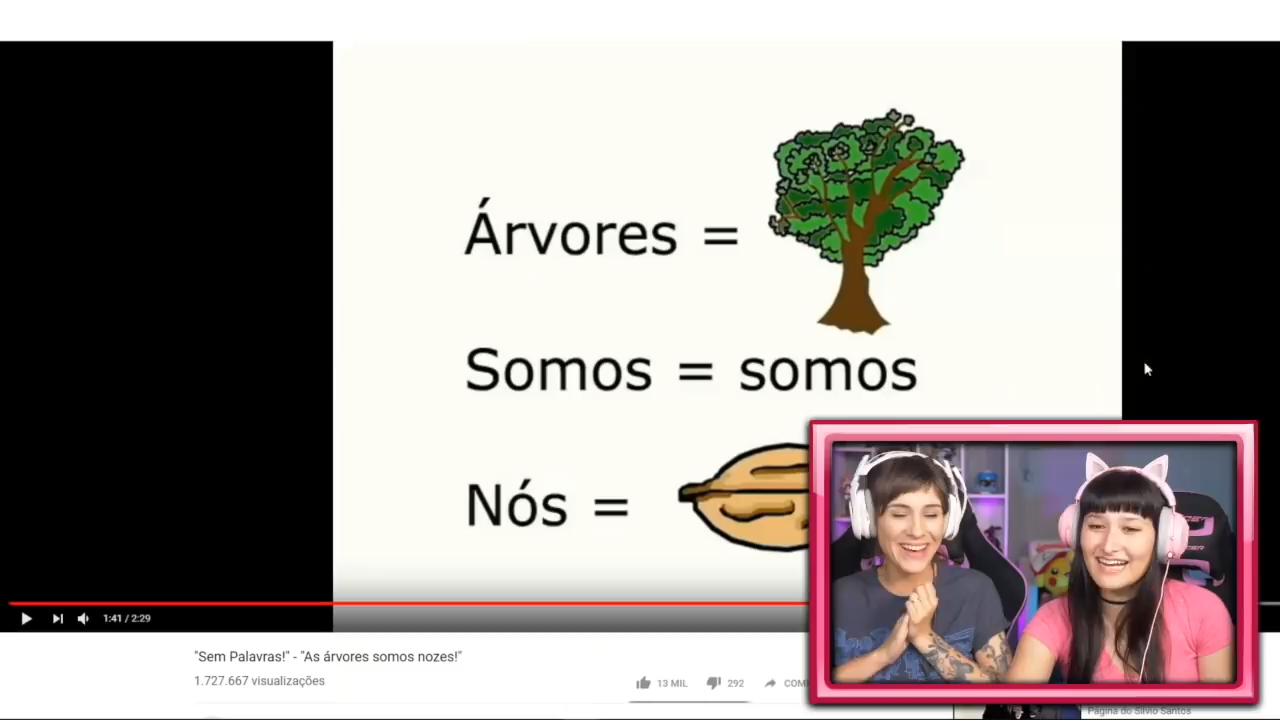 Árvores =
Somos = somos
Nós =
1:41 / 2:29
"Sem Palavras!" - "As árvores somos nozes!"
1.727.667 visualizações
13 MIL
292
COM
Página do Silvio Santos